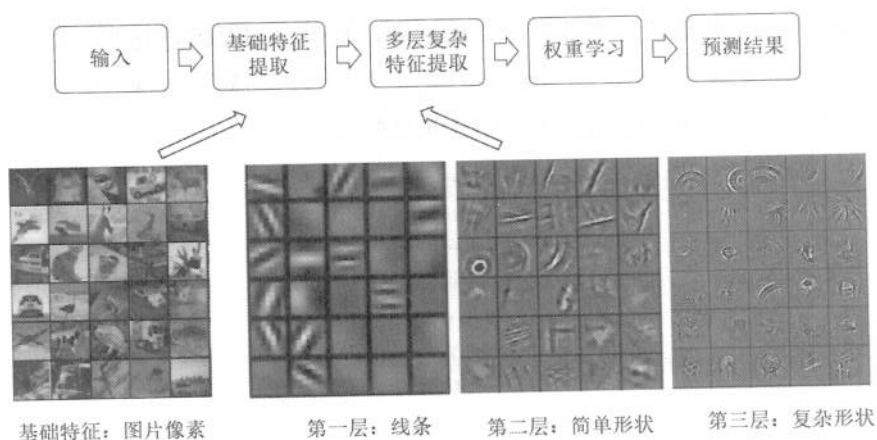 输入
基础特征
提取
多层复杂
特征提取
权重学习
预测结果
基础特征：图片像素
第一层：线条
第二层：简单形状
第三层：复杂形状